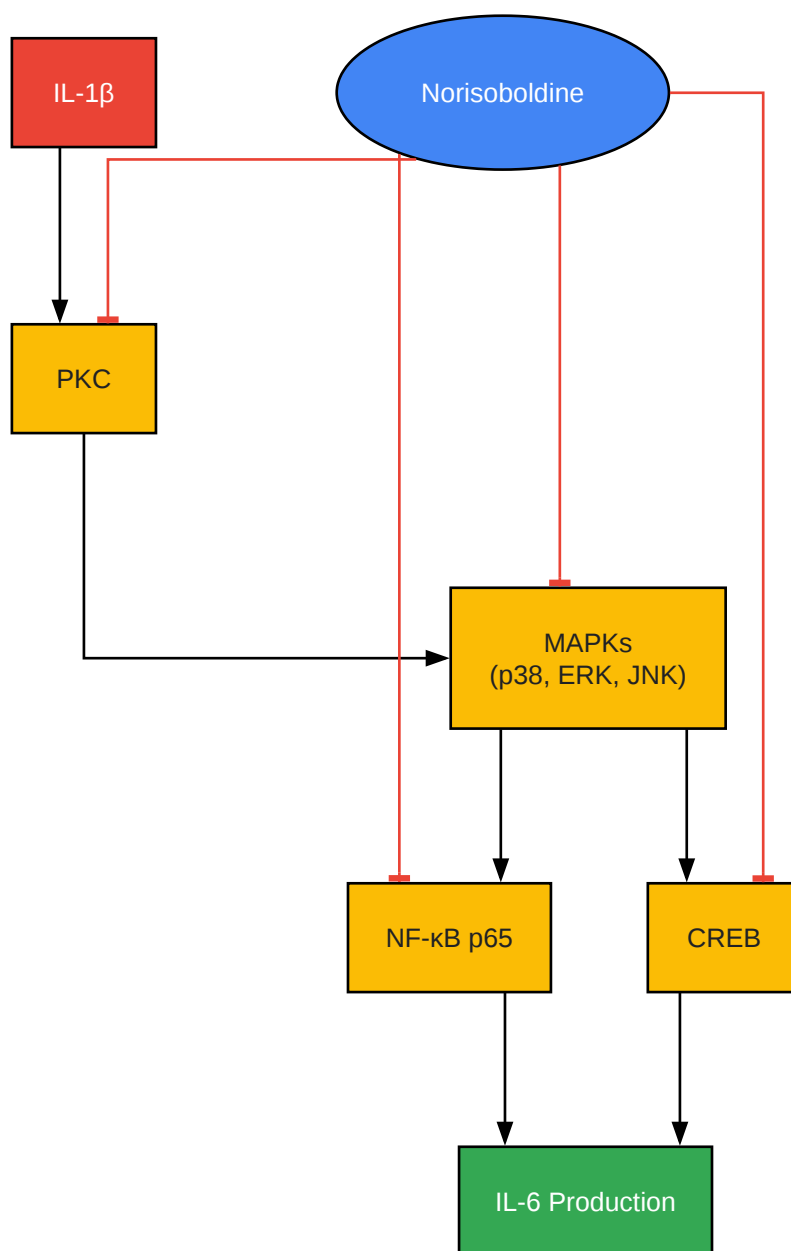 IL-1β
Norisoboldine
PKC
MAPKs
(p38, ERK, JNK)
NF-κB p65
CREB
IL-6 Production